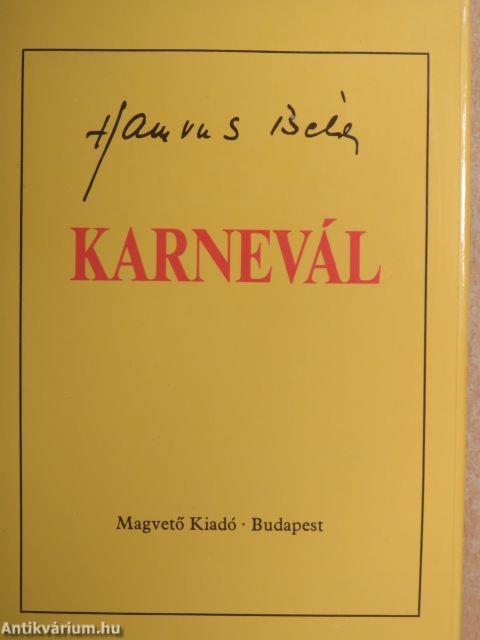 Hamvas Béla
KARNEVÁL
Magvető Kiadó · Budapest
Antikvárium.hu